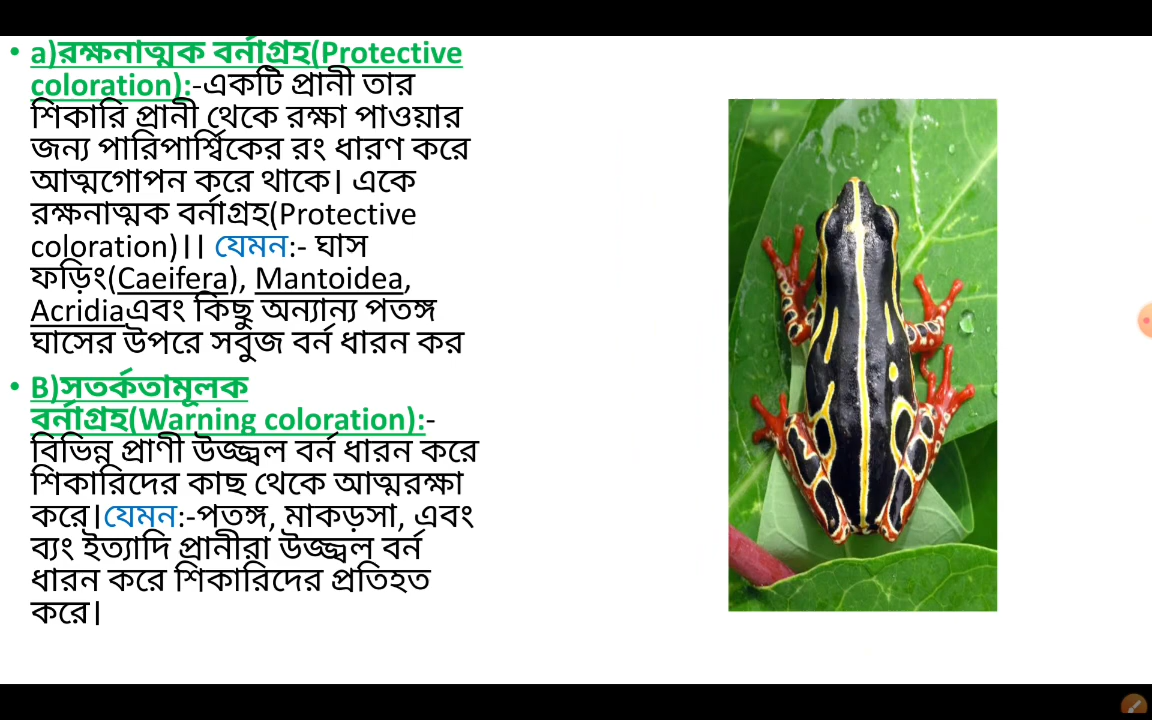 • a)রক্ষনাত্মক বর্নাগ্রহ(Protective
coloration):-একটি প্রানী তার
শিকারি প্রানী থেকে রক্ষা পাওয়ার
জন্য পারিপার্শ্বিকের রং ধারণ করে
আত্মগোপন করে থাকে। একে
রক্ষনাত্মক বর্নাগ্রহ(Protective
coloration)।। যেমন:- ঘাস
ফড়িং(Caeifera), Mantoidea,
Acridiaএবং কিছু অন্যান্য পতঙ্গ
ঘাসের উপরে সবুজ বর্ন ধারন কর
• B)সতর্কতামূলক
বর্নাগ্রহ(Warning coloration):-
বিভিন্ন প্রাণী উজ্জ্বল বর্ন ধারন করে
শিকারিদের কাছ থেকে আত্মরক্ষা
করে।যেমন:-পতঙ্গ, মাকড়সা, এবং
ব্যং ইত্যাদি প্রানীরা উজ্জ্বল বর্ন
ধারন করে শিকারিদের প্রতিহত
করে।